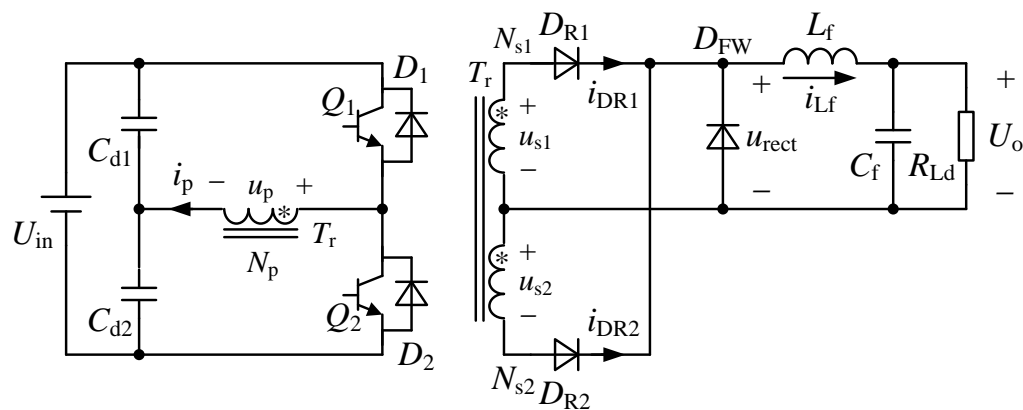 U_in
C_d1
C_d2
i_p
− u_p +
*
T_r
N_p
D_1
Q_1
Q_2
D_2
T_r
N_s1
D_R1
i_DR1
*
+
u_s1
−
*
+
u_s2
−
N_s2
D_R2
i_DR2
D_FW
+
u_rect
−
L_f
i_Lf
C_f
R_Ld
+
U_o
−